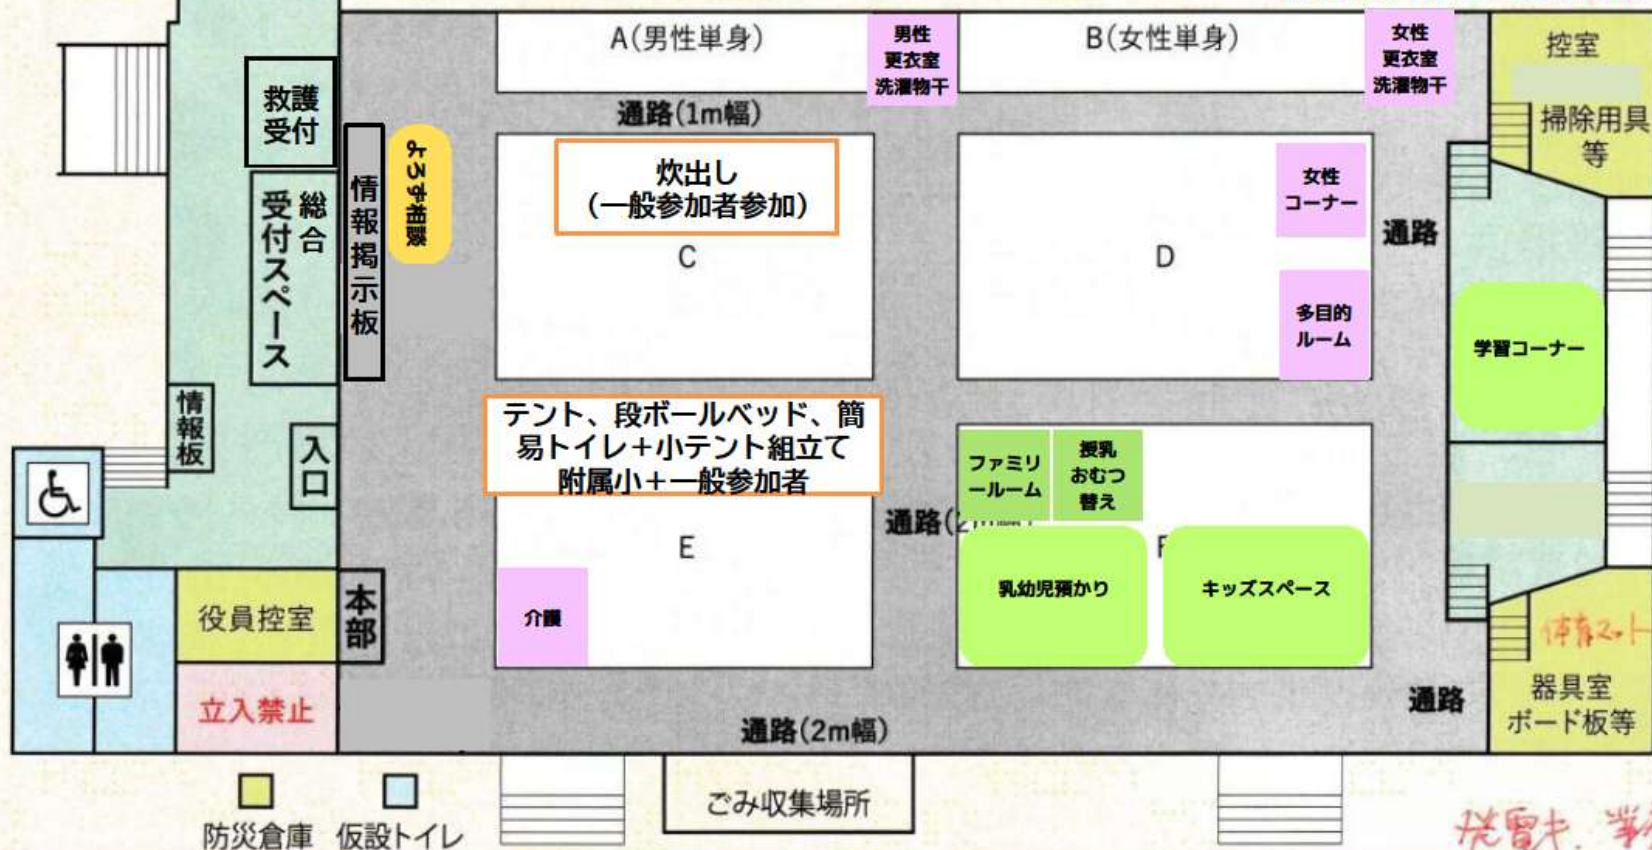 A(男性単身)
男性
更衣室
洗濯物干
B(女性単身)
女性
更衣室
洗濯物干
控室
掃除用具
等
通路(1m幅)
救護
受付
総合
受付スペース
情報掲示板
よろず相談
炊出し
（一般参加者参加）
C
女性
コーナー
D
多目的
ルーム
通路
学習コーナー
情報板
入口
テント、段ボールベッド、簡
易トイレ＋小テント組立て
附属小＋一般参加者
E
介護
通路(2m幅)
ファミリ
ールーム
授乳
おむつ
替え
乳幼児預かり
キッズスペース
役員控室
本部
立入禁止
通路(2m幅)
通路
体育マット
器具室
ボード板等
防災倉庫
仮設トイレ
ごみ収集場所